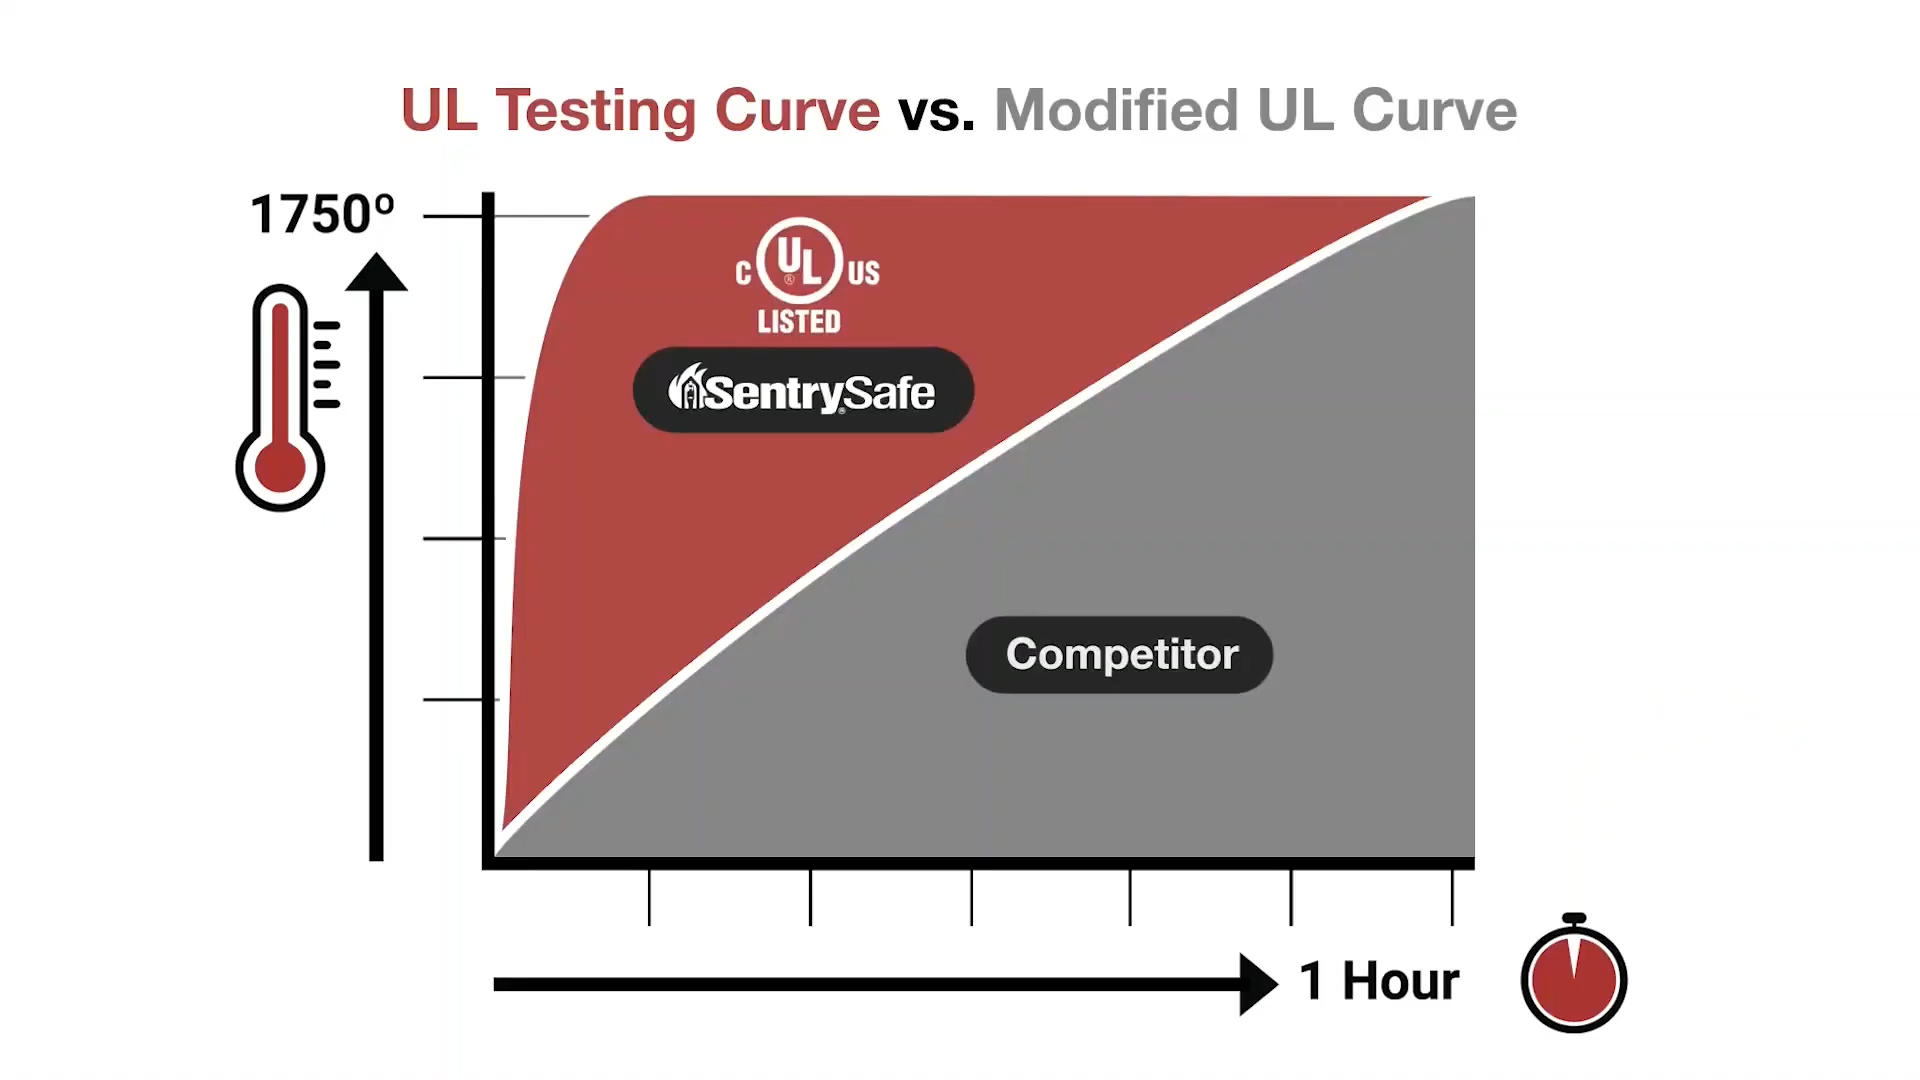 UL Testing Curve vs. Modified UL Curve
1750º
C UL® US
LISTED
SentrySafe®
Competitor
1 Hour